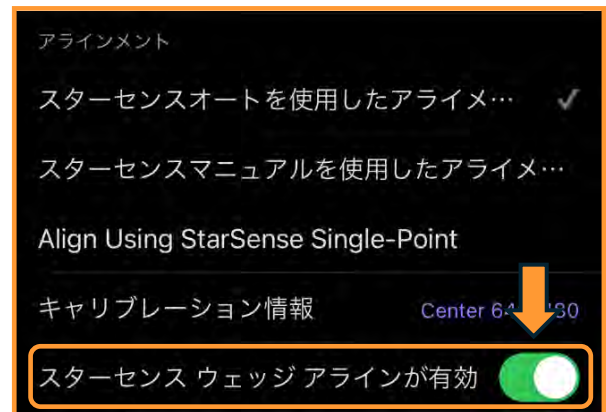 アラインメント
スターセンスオートを使用したアライメ…
スターセンスマニュアルを使用したアライメ…
Align Using StarSense Single-Point
キャリブレーション情報 Center
スターセンス ウェッジ アラインが有効